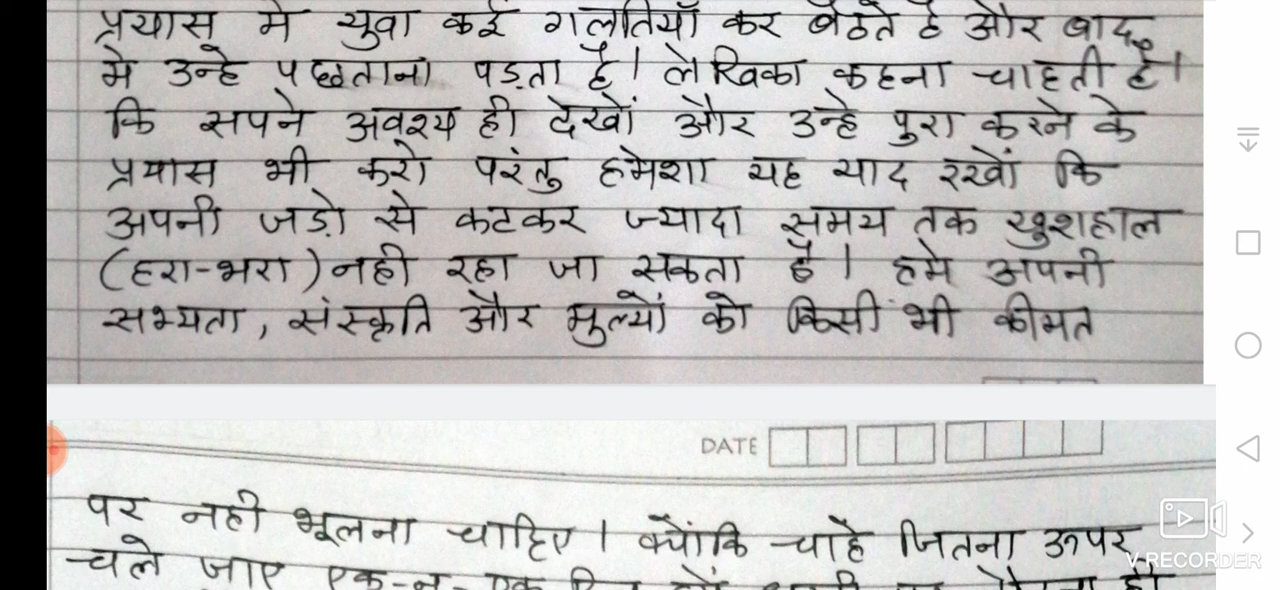 प्रयास मे युवा कई गलतियाँ कर बैठते है और बाद
मे उन्हे पछताना पड़ता है। लेखिका कहना चाहती है।
कि सपने अवश्य ही देखों और उन्हे पुरा करने के
प्रयास भी करो परंतु हमेशा यह याद रखों कि
अपनी जड़ो से कटकर ज्यादा समय तक खुशहाल
(हरा-भरा) नही रहा जा सकता है। हमे अपनी
सभ्यता, संस्कृति और मुल्यों को किसी भी कीमत
DATE
पर नही भूलना चाहिए। क्योंकि चाहे जितना ऊपर
चले जाए एक-न-एक
V RECORDER